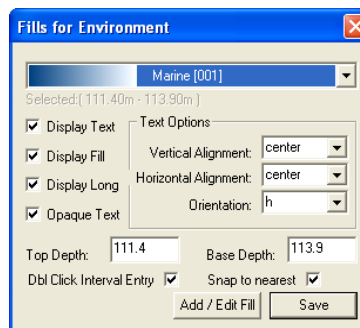 Fills for Environment
Marine [001]
Selected:( 111.40m - 113.90m )
Display Text
Text Options
Display Fill
Vertical Alignment: center
Display Long
Horizontal Alignment: center
Opaque Text
Orientation: h
Top Depth: 111.4 Base Depth: 113.9
Dbl Click Interval Entry Snap to nearest
Add / Edit Fill Save